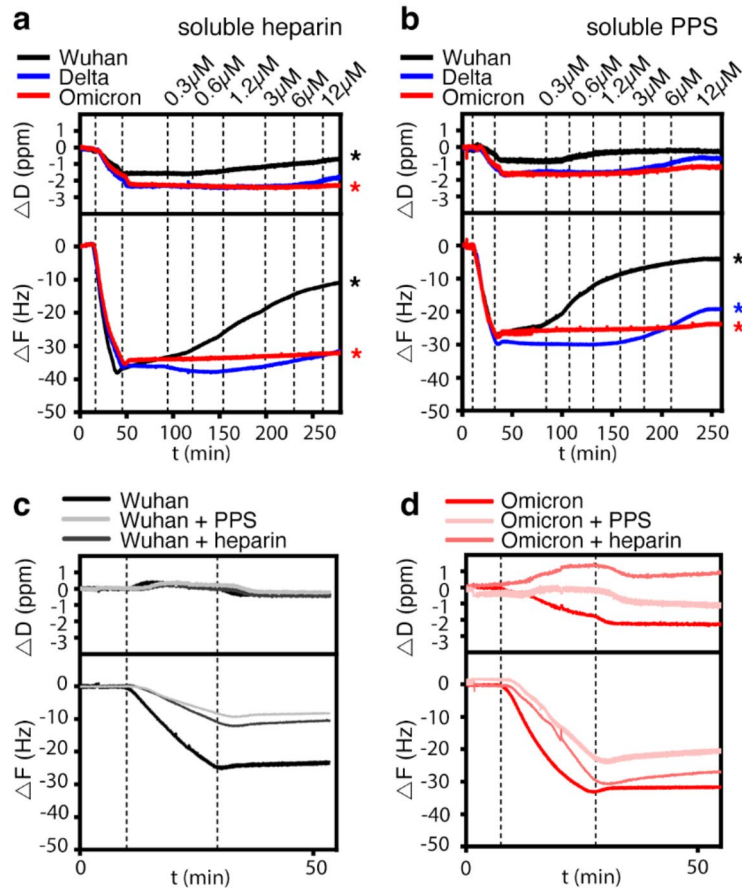 a soluble heparin
Wuhan
Delta
Omicron
0.3µM 0.6µM 1.2µM 3µM 6µM 12µM
△D (ppm)
1
0
-1
-2
-3
*
*
△F (Hz)
0
-10
-20
-30
-40
-50
*
*
0 50 100 150 200 250
t (min)
b soluble PPS
Wuhan
Delta
Omicron
0.3µM 0.6µM 1.2µM 3µM 6µM 12µM
△D (ppm)
1
0
-1
-2
-3
△F (Hz)
0
-10
-20
-30
-40
-50
*
*
*
0 50 100 150 200 250
t (min)
c
Wuhan
Wuhan + PPS
Wuhan + heparin
△D (ppm)
1
0
-1
-2
-3
△F (Hz)
0
-10
-20
-30
-40
-50
0 50
t (min)
d
Omicron
Omicron + PPS
Omicron + heparin
△D (ppm)
1
0
-1
-2
-3
△F (Hz)
0
-10
-20
-30
-40
-50
0 50
t (min)